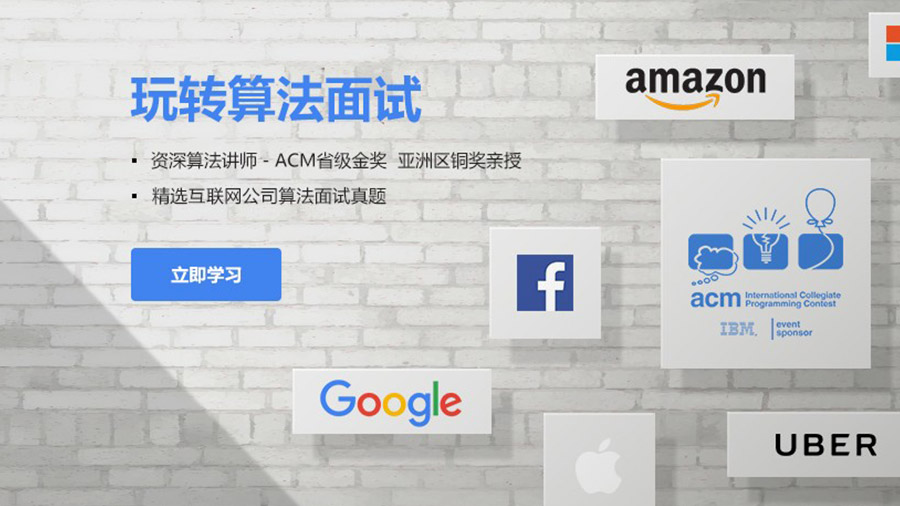 玩转算法面试
▪ 资深算法讲师 - ACM省级金奖 亚洲区铜奖亲授
▪ 精选互联网公司算法面试真题
立即学习
amazon
f
acm International Collegiate
Programming Contest
IBM. event
sponsor
Google
UBER